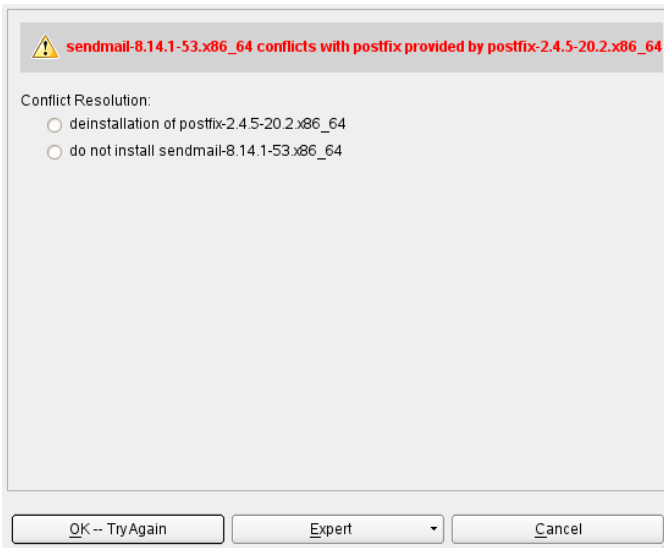 sendmail-8.14.1-53.x86_64 conflicts with postfix provided by postfix-2.4.5-20.2.x86_64
Conflict Resolution:
deinstallation of postfix-2.4.5-20.2.x86_64
do not install sendmail-8.14.1-53.x86_64
OK -- Try Again Expert Cancel